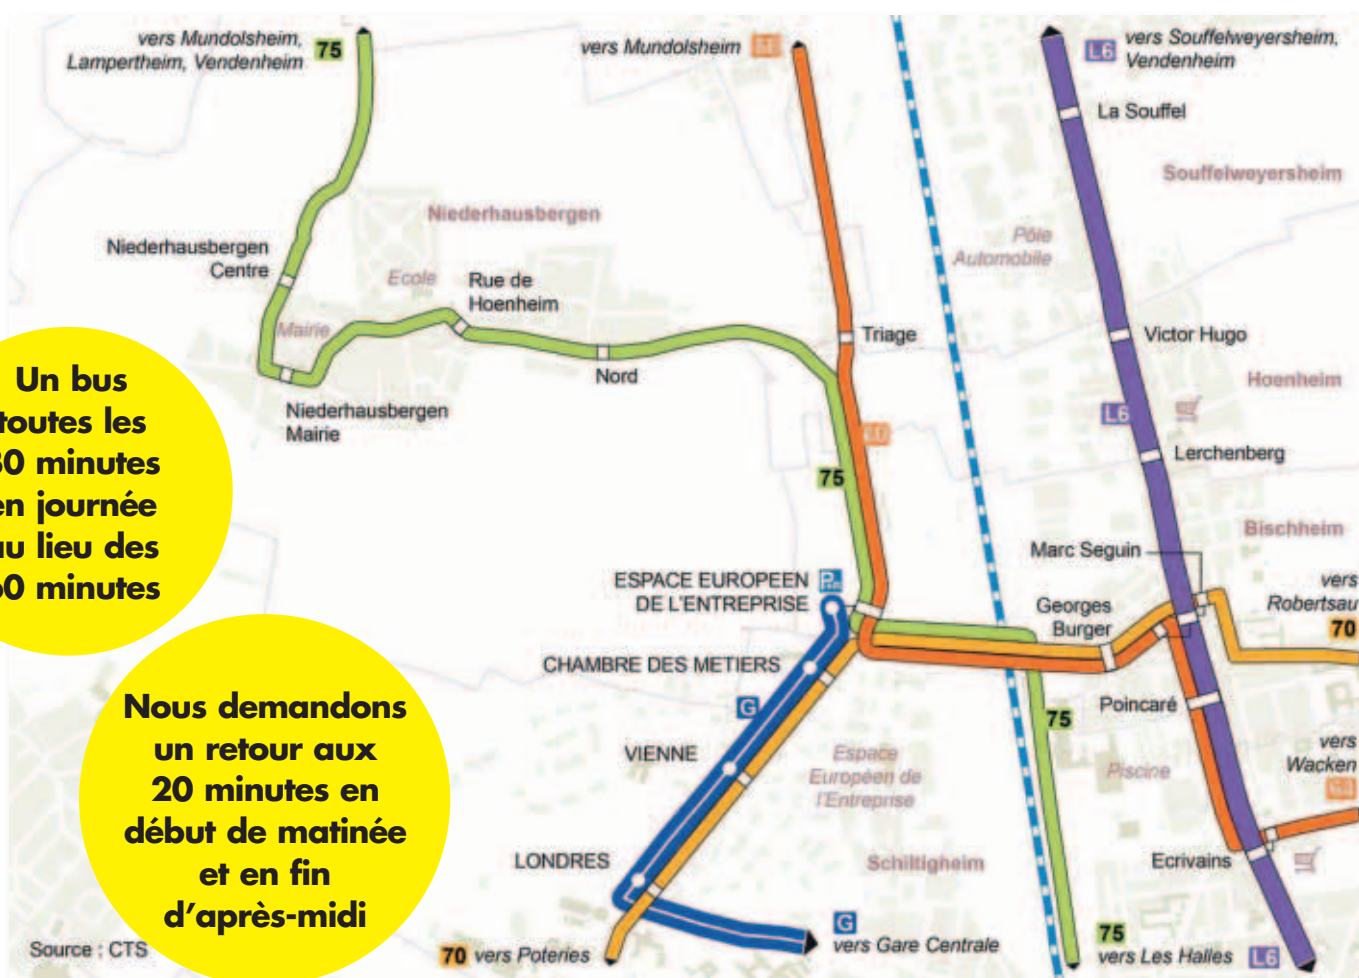 vers Mundolsheim,
Lampertheim, Vendenheim
75
vers Mundolsheim
L6
vers Souffelweyersheim,
Vendenheim
La Souffel
Souffelweyersheim
Niederhausbergen
Pôle
Automobile
Niederhausbergen
Centre
Ecole
Rue de
Hoenheim
Mairie
Triage
Victor Hugo
Nord
Hoenheim
Niederhausbergen
Mairie
L6
Lerchenberg
75
Un bus
toutes les
30 minutes
en journée
au lieu des
60 minutes
Bischheim
Marc Seguin
ESPACE EUROPEEN
DE L'ENTREPRISE
Georges
Burger
vers
Robertsau
70
CHAMBRE DES METIERS
G
75
Poincaré
VIENNE
Espace
Européen de
l'Entreprise
Piscine
vers
Wacken
Nous demandons
un retour aux
20 minutes en
début de matinée
et en fin
d'après-midi
LONDRES
Schiltigheim
Ecrivains
Source : CTS
70 vers Poteries
G
vers Gare Centrale
75
vers Les Halles
L6